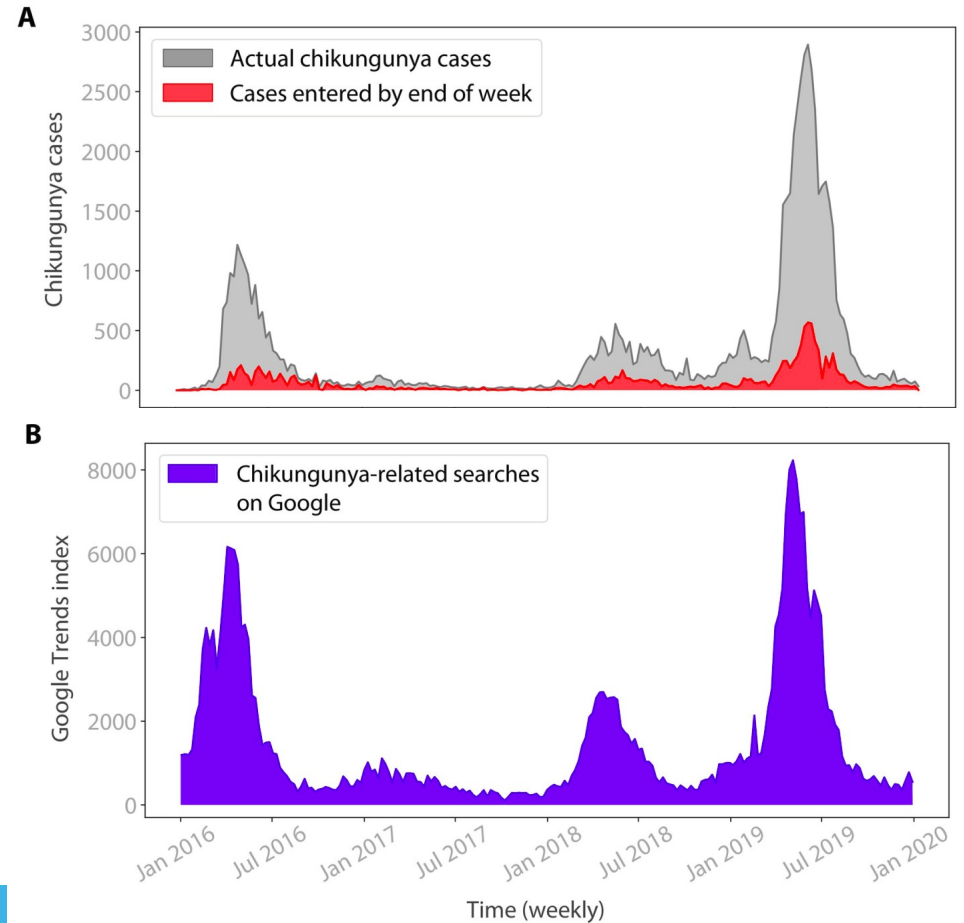 A
3000
2500
2000
1500
1000
500
0
Chikungunya cases
Actual chikungunya cases
Cases entered by end of week
B
8000
6000
4000
2000
0
Google Trends index
Chikungunya-related searches
on Google
Jan 2016
Jul 2016
Jan 2017
Jul 2017
Jan 2018
Jul 2018
Jan 2019
Jul 2019
Jan 2020
Time (weekly)